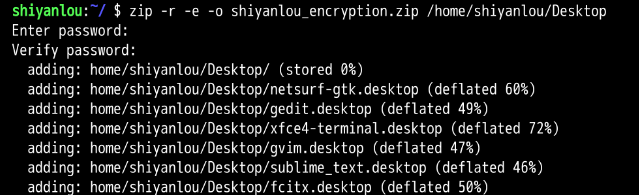 shiyanlou:~/ $ zip -r -e -o shiyanlou_encryption.zip /home/shiyanlou/Desktop
Enter password:
Verify password:
adding: home/shiyanlou/Desktop/ (stored 0%)
adding: home/shiyanlou/Desktop/netsurf-gtk.desktop (deflated 60%)
adding: home/shiyanlou/Desktop/gedit.desktop (deflated 49%)
adding: home/shiyanlou/Desktop/xfce4-terminal.desktop (deflated 72%)
adding: home/shiyanlou/Desktop/gvim.desktop (deflated 47%)
adding: home/shiyanlou/Desktop/sublime_text.desktop (deflated 46%)
adding: home/shiyanlou/Desktop/fcitx.desktop (deflated 50%)